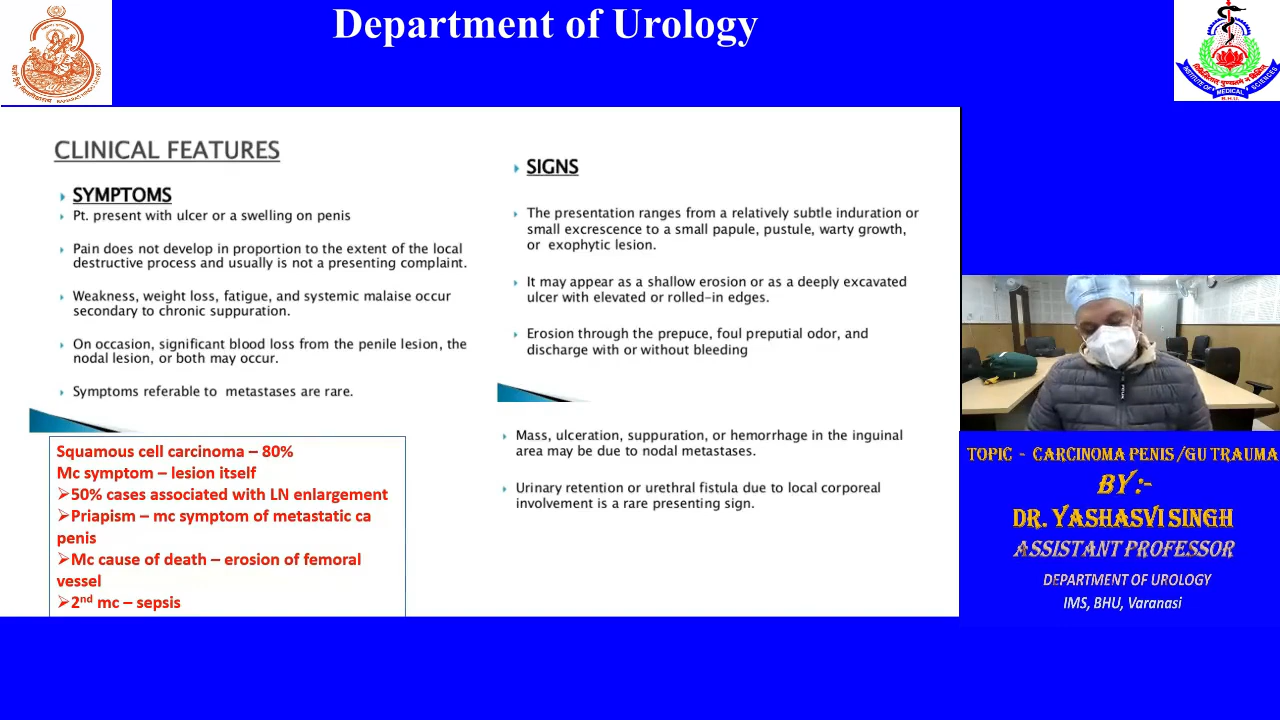 Department of Urology
CLINICAL FEATURES
SYMPTOMS
Pt. present with ulcer or a swelling on penis
Pain does not develop in proportion to the extent of the local
destructive process and usually is not a presenting complaint.
Weakness, weight loss, fatigue, and systemic malaise occur
secondary to chronic suppuration.
On occasion, significant blood loss from the penile lesion, the
nodal lesion, or both may occur.
Symptoms referable to metastases are rare.
Squamous cell carcinoma – 80%
Mc symptom – lesion itself
➢50% cases associated with LN enlargement
➢Priapism – mc symptom of metastatic ca
penis
➢Mc cause of death – erosion of femoral
vessel
➢2nd mc – sepsis
SIGNS
The presentation ranges from a relatively subtle induration or
small excrescence to a small papule, pustule, warty growth,
or exophytic lesion.
It may appear as a shallow erosion or as a deeply excavated
ulcer with elevated or rolled-in edges.
Erosion through the prepuce, foul preputial odor, and
discharge with or without bleeding
Mass, ulceration, suppuration, or hemorrhage in the inguinal
area may be due to nodal metastases.
Urinary retention or urethral fistula due to local corporeal
involvement is a rare presenting sign.
INSTITUTE OF MEDICAL SCIENCES
B.H.U.
TOPIC - CARCINOMA PENIS /GU TRAUMA
BY:-
DR. YASHASVI SINGH
ASSISTANT PROFESSOR
DEPARTMENT OF UROLOGY
IMS, BHU, Varanasi